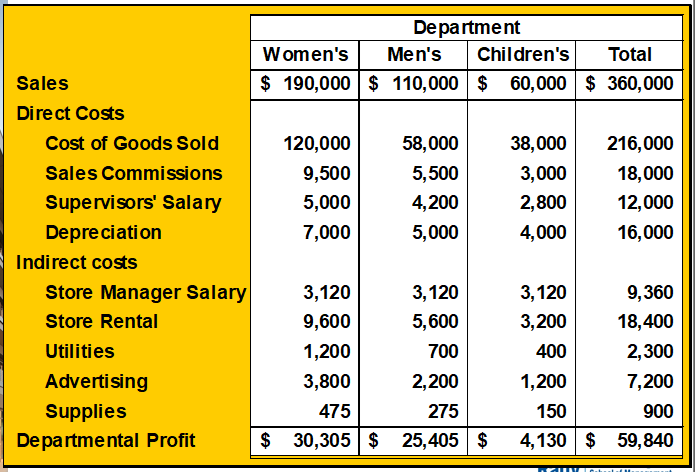 Department
Women's Men's Children's Total
Sales $ 190,000 $ 110,000 $ 60,000 $ 360,000
Direct Costs
Cost of Goods Sold 120,000 58,000 38,000 216,000
Sales Commissions 9,500 5,500 3,000 18,000
Supervisors' Salary 5,000 4,200 2,800 12,000
Depreciation 7,000 5,000 4,000 16,000
Indirect costs
Store Manager Salary 3,120 3,120 3,120 9,360
Store Rental 9,600 5,600 3,200 18,400
Utilities 1,200 700 400 2,300
Advertising 3,800 2,200 1,200 7,200
Supplies 475 275 150 900
Departmental Profit $ 30,305 $ 25,405 $ 4,130 $ 59,840